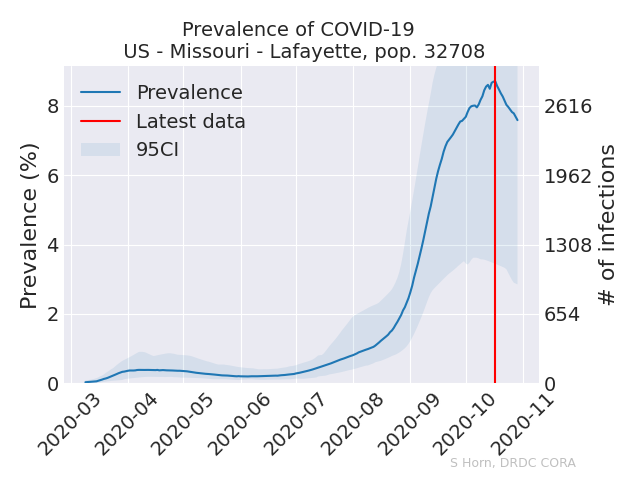 Prevalence of COVID-19
US - Missouri - Lafayette, pop. 32708
Prevalence
Latest data
95CI
Prevalence (%)
8
6
4
2
0
2616
1962
1308
654
0
# of infections
2020-03
2020-04
2020-05
2020-06
2020-07
2020-08
2020-09
2020-10
2020-11
S Horn, DRDC CORA